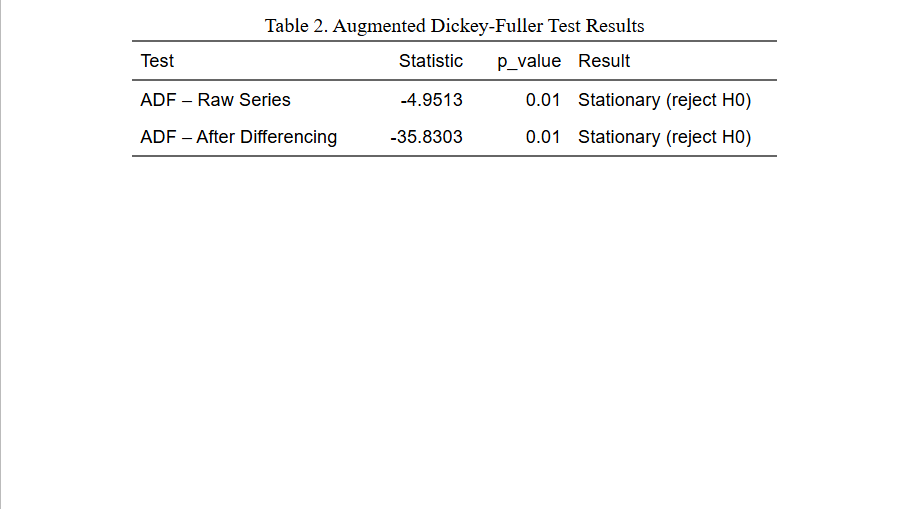 Table 2. Augmented Dickey-Fuller Test Results
Test Statistic p_value Result
ADF – Raw Series -4.9513 0.01 Stationary (reject H0)
ADF – After Differencing -35.8303 0.01 Stationary (reject H0)